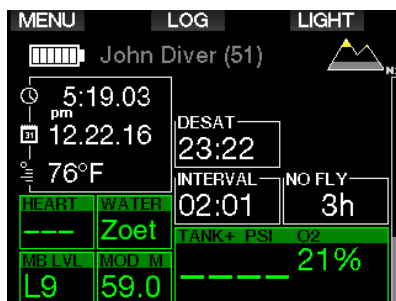 MENU LOG LIGHT
John Diver (51)
5:19.03
pm
31 12.22.16
76°F
DESAT
23:22
INTERVAL NO FLY
02:01 3h
HEART WATER
--- Zoet
TANK+ PSI O2
---- 21%
MB LVL MOD M
L9 59.0